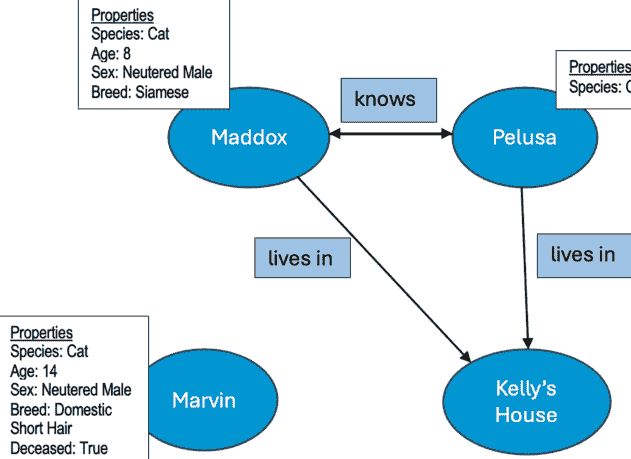 Properties
Species: Cat
Age: 8
Sex: Neutered Male
Breed: Siamese
knows
Properties
Species:
Maddox
Pelusa
lives in
lives in
Properties
Species: Cat
Age: 14
Sex: Neutered Male
Breed: Domestic
Short Hair
Deceased: True
Marvin
Kelly's
House